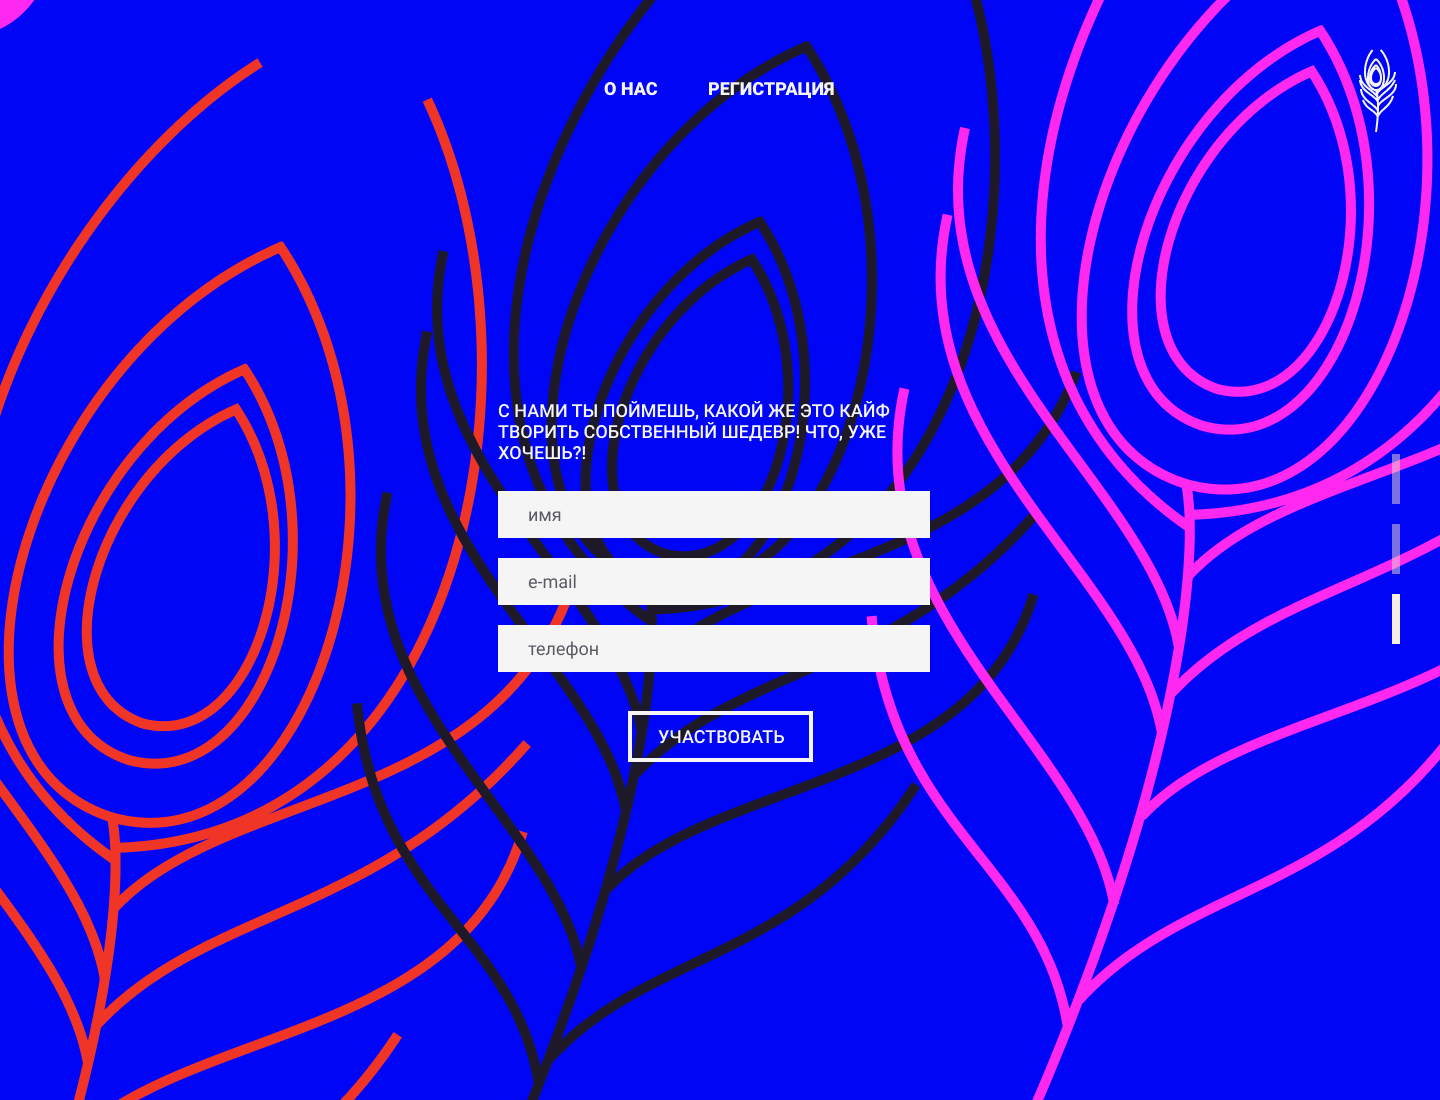 О НАС РЕГИСТРАЦИЯ
С НАМИ ТЫ ПОЙМЕШЬ, КАКОЙ ЖЕ ЭТО КАЙФ
ТВОРИТЬ СОБСТВЕННЫЙ ШЕДЕВР! ЧТО, УЖЕ
ХОЧЕШЬ?!
имя
e-mail
телефон
УЧАСТВОВАТЬ